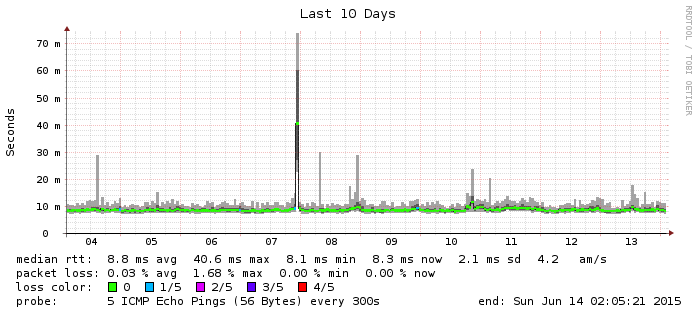 Last 10 Days
RRDTOOL / TOBI OETIKER
Seconds
70 m
60 m
50 m
40 m
30 m
20 m
10 m
0
04 05 06 07 08 09 10 11 12 13
median rtt: 8.8 ms avg 40.6 ms max 8.1 ms min 8.3 ms now 2.1 ms sd 4.2 am/s
packet loss: 0.03 % avg 1.68 % max 0.00 % min 0.00 % now
loss color: 0 1/5 2/5 3/5 4/5
probe: 5 ICMP Echo Pings (56 Bytes) every 300s end: Sun Jun 14 02:05:21 2015